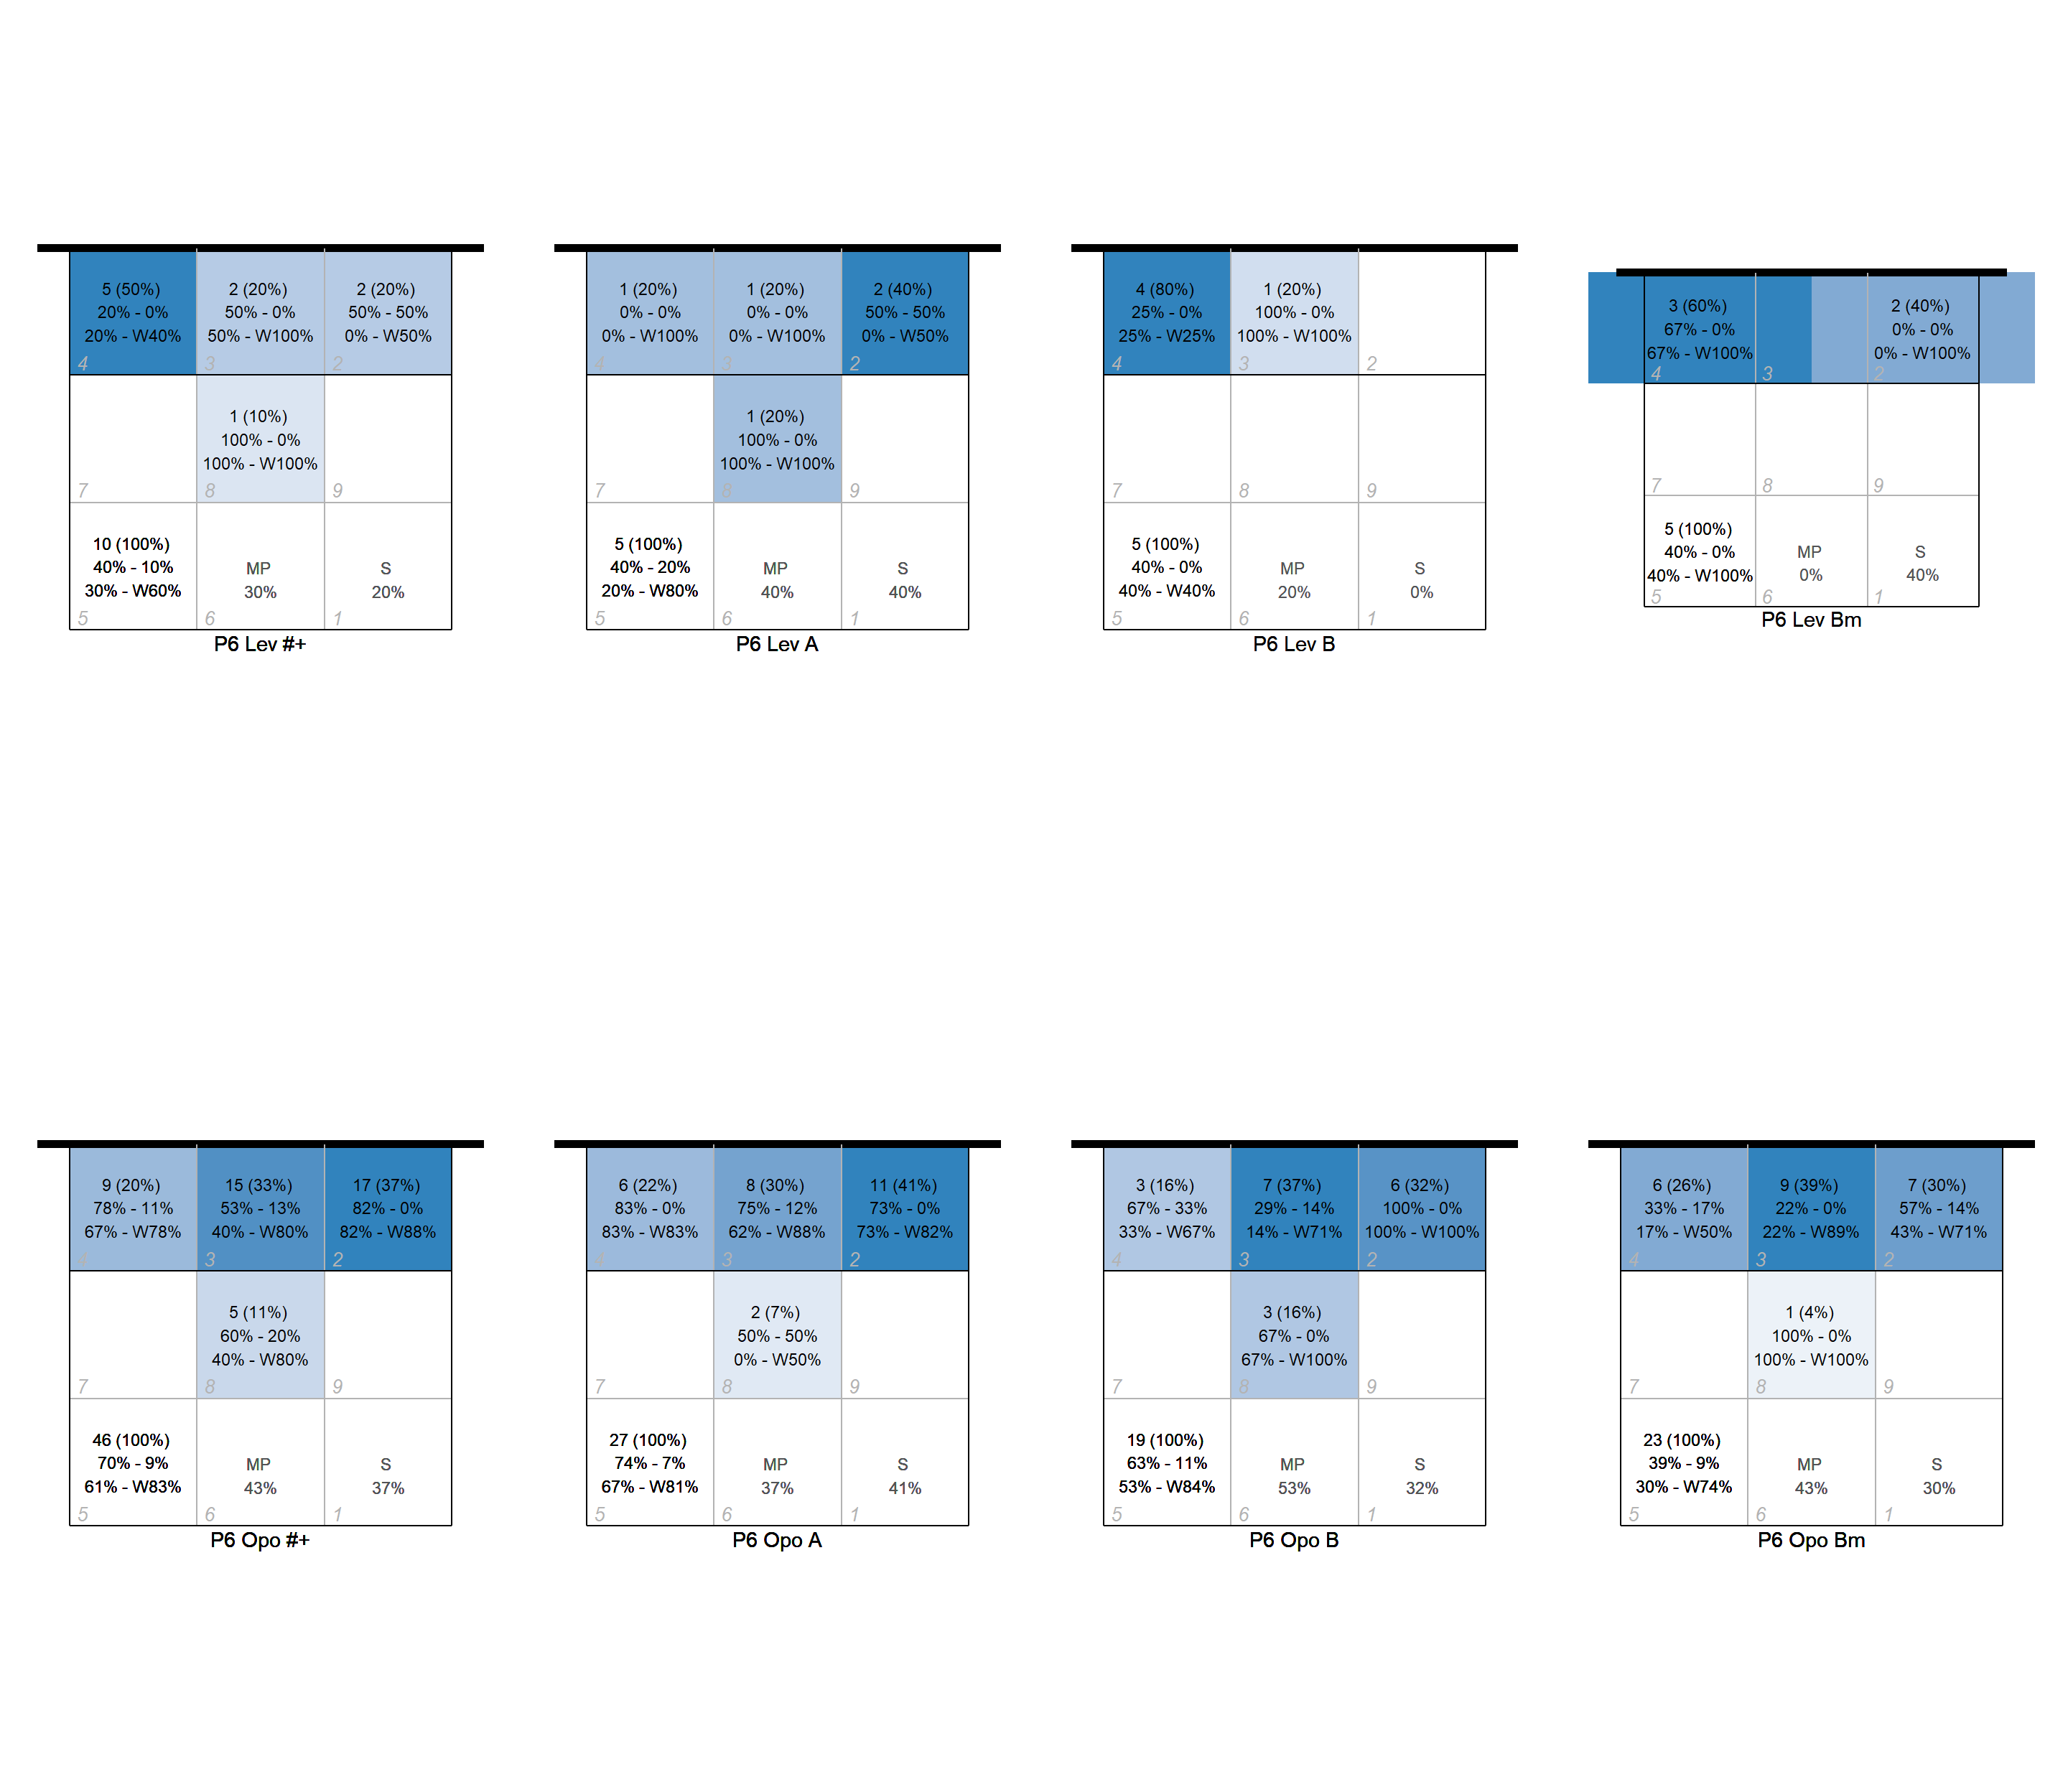 5 (50%)
20% - 0%
20% - W40%
4
2 (20%)
50% - 0%
50% - W100%
3
2 (20%)
50% - 50%
0% - W50%
2
7
1 (10%)
100% - 0%
100% - W100%
8
9
10 (100%)
40% - 10%
30% - W60%
5
MP
30%
6
S
20%
1
P6 Lev #+
1 (20%)
0% - 0%
0% - W100%
4
1 (20%)
0% - 0%
0% - W100%
3
2 (40%)
50% - 50%
0% - W50%
2
7
1 (20%)
100% - 0%
100% - W100%
8
9
5 (100%)
40% - 20%
20% - W80%
5
MP
40%
6
S
40%
1
P6 Lev A
4 (80%)
25% - 0%
25% - W25%
4
1 (20%)
100% - 0%
100% - W100%
3
2
7
8
9
5 (100%)
40% - 0%
40% - W40%
5
MP
20%
6
S
0%
1
P6 Lev B
3 (60%)
67% - 0%
67% - W100%
4
3
2 (40%)
0% - 0%
0% - W100%
2
7
8
9
5 (100%)
40% - 0%
40% - W100%
5
MP
0%
6
S
40%
1
P6 Lev Bm
9 (20%)
78% - 11%
67% - W78%
4
15 (33%)
53% - 13%
40% - W80%
3
17 (37%)
82% - 0%
82% - W88%
2
7
5 (11%)
60% - 20%
40% - W80%
8
9
46 (100%)
70% - 9%
61% - W83%
5
MP
43%
6
S
37%
1
P6 Opo #+
6 (22%)
83% - 0%
83% - W83%
4
8 (30%)
75% - 12%
62% - W88%
3
11 (41%)
73% - 0%
73% - W82%
2
7
2 (7%)
50% - 50%
0% - W50%
8
9
27 (100%)
74% - 7%
67% - W81%
5
MP
37%
6
S
41%
1
P6 Opo A
3 (16%)
67% - 33%
33% - W67%
4
7 (37%)
29% - 14%
14% - W71%
3
6 (32%)
100% - 0%
100% - W100%
2
7
3 (16%)
67% - 0%
67% - W100%
8
9
19 (100%)
63% - 11%
53% - W84%
5
MP
53%
6
S
32%
1
P6 Opo B
6 (26%)
33% - 17%
17% - W50%
4
9 (39%)
22% - 0%
22% - W89%
3
7 (30%)
57% - 14%
43% - W71%
2
7
1 (4%)
100% - 0%
100% - W100%
8
9
23 (100%)
39% - 9%
30% - W74%
5
MP
43%
6
S
30%
1
P6 Opo Bm